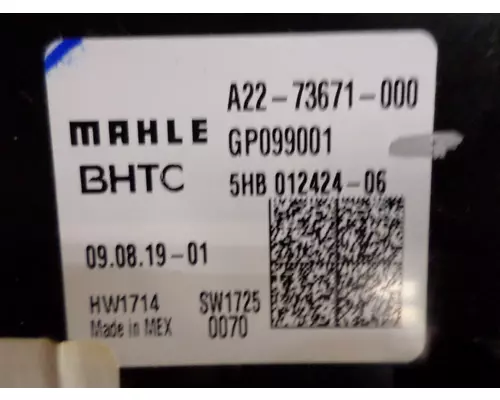 A22-73671-000
MAHLE GP099001
BHTC 5HB 012424-06
09.08.19-01
HW1714 SW1725
Made in MEX 0070